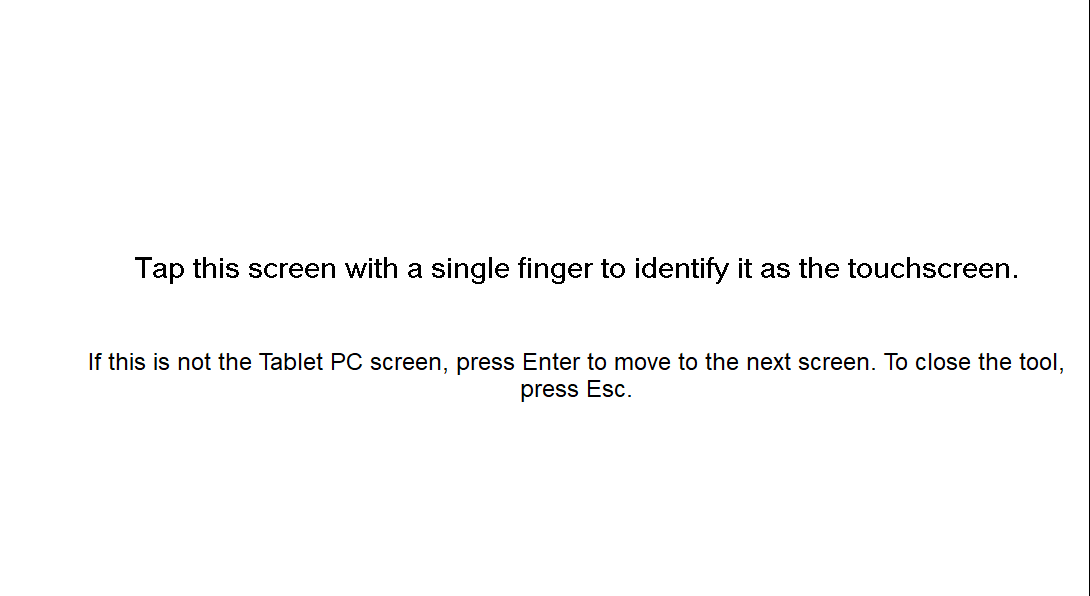 Tap this screen with a single finger to identify it as the touchscreen.
If this is not the Tablet PC screen, press Enter to move to the next screen. To close the tool,
press Esc.